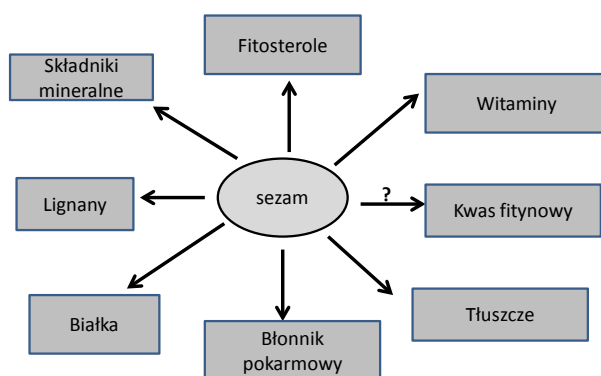 Fitosterole
Składniki
mineralne
Witaminy
Lignany
sezam
?
Kwas fitynowy
Białka
Błonnik
pokarmowy
Tłuszcze